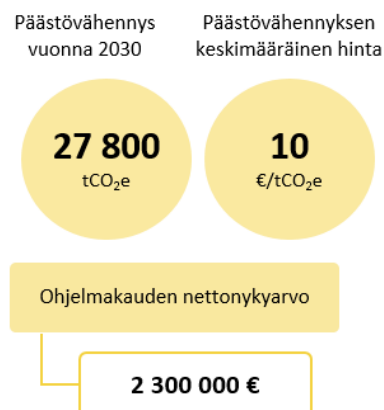 Päästövähennys
vuonna 2030
Päästövähennyksen
keskimääräinen hinta
27 800
tCO₂e
10
€/tCO₂e
Ohjelmakauden nettonykyarvo
2 300 000 €